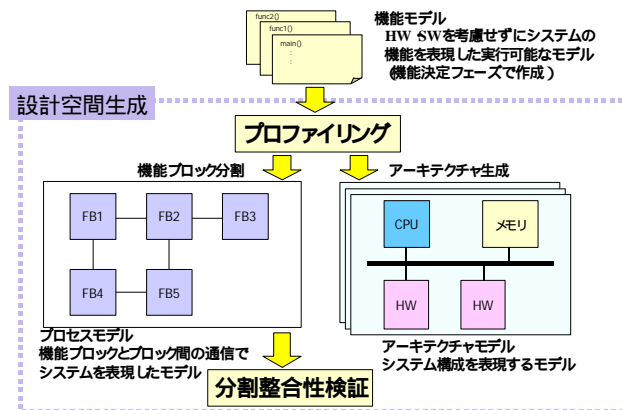 func2()
func1()
main()
:
:
機能モデル
HW・SWを考慮せずにシステムの
機能を表現した実行可能なモデル
(機能決定フェーズで作成)
設計空間生成
プロファイリング
機能ブロック分割
アーキテクチャ生成
FB1
FB2
FB3
FB4
FB5
CPU
メモリ
HW
HW
プロセスモデル
機能ブロックとブロック間の通信で
システムを表現したモデル
アーキテクチャモデル
システム構成を表現するモデル
分割整合性検証